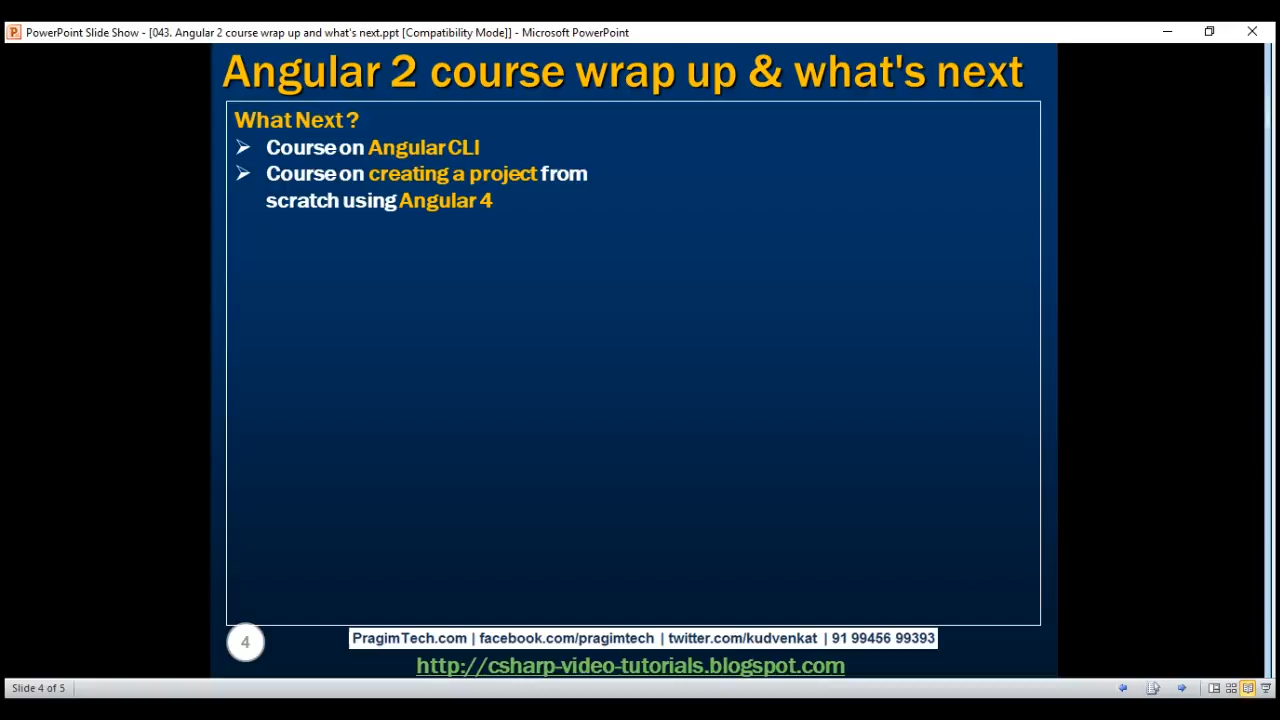 PowerPoint Slide Show - [043. Angular 2 course wrap up and what's next.ppt [Compatibility Mode]] - Microsoft PowerPoint
Angular 2 course wrap up & what's next
What Next ?
Course on Angular CLI
Course on creating a project from
scratch using Angular 4
4
PragimTech.com | facebook.com/pragimtech | twitter.com/kudvenkat | 91 99456 99393
http://csharp-video-tutorials.blogspot.com
Slide 4 of 5